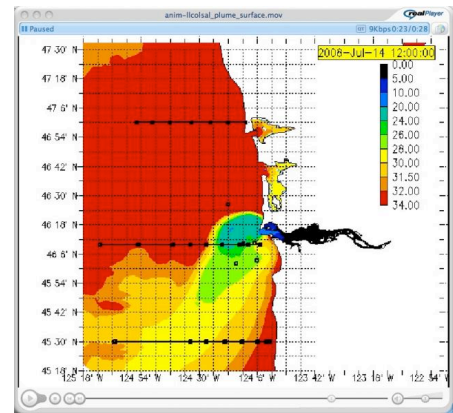 anim-llcolsal_plume_surface.mov
realPlayer
Paused
9Kbps 0:23/0:28
2008-Jul-14 12:00:00
47 30' N
47 18' N
47 6' N
46 54' N
46 42' N
46 30' N
46 18' N
46 6' N
45 54' N
45 42' N
45 30' N
45 18' N
0.00
5.00
10.00
20.00
24.00
26.00
28.00
30.00
31.50
32.00
34.00
125 18' W
124 54' W
124 30' W
124 6' W
123 42' W
123 18' W
122 54' W